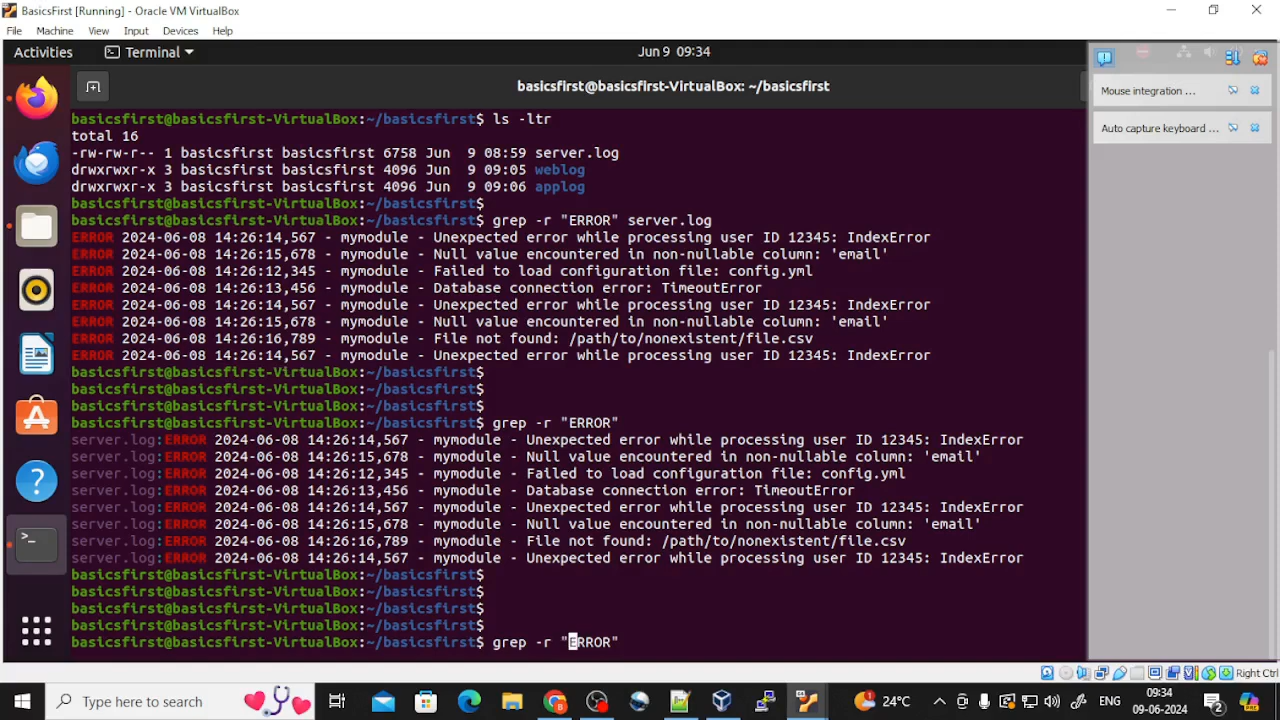 BasicsFirst [Running] - Oracle VM VirtualBox
File Machine View Input Devices Help
Activities Terminal Jun 9 09:34
basicsfirst@basicsfirst-VirtualBox: ~/basicsfirst
Mouse integration ...
Auto capture keyboard ...
basicsfirst@basicsfirst-VirtualBox:~/basicsfirst$ ls -ltr
total 16
-rw-rw-r-- 1 basicsfirst basicsfirst 6758 Jun  9 08:59 server.log
drwxrwxr-x 3 basicsfirst basicsfirst 4096 Jun  9 09:05 weblog
drwxrwxr-x 3 basicsfirst basicsfirst 4096 Jun  9 09:06 applog
basicsfirst@basicsfirst-VirtualBox:~/basicsfirst$
basicsfirst@basicsfirst-VirtualBox:~/basicsfirst$ grep -r "ERROR" server.log
ERROR 2024-06-08 14:26:14,567 - mymodule - Unexpected error while processing user ID 12345: IndexError
ERROR 2024-06-08 14:26:15,678 - mymodule - Null value encountered in non-nullable column: 'email'
ERROR 2024-06-08 14:26:12,345 - mymodule - Failed to load configuration file: config.yml
ERROR 2024-06-08 14:26:13,456 - mymodule - Database connection error: TimeoutError
ERROR 2024-06-08 14:26:14,567 - mymodule - Unexpected error while processing user ID 12345: IndexError
ERROR 2024-06-08 14:26:15,678 - mymodule - Null value encountered in non-nullable column: 'email'
ERROR 2024-06-08 14:26:16,789 - mymodule - File not found: /path/to/nonexistent/file.csv
ERROR 2024-06-08 14:26:14,567 - mymodule - Unexpected error while processing user ID 12345: IndexError
basicsfirst@basicsfirst-VirtualBox:~/basicsfirst$
basicsfirst@basicsfirst-VirtualBox:~/basicsfirst$
basicsfirst@basicsfirst-VirtualBox:~/basicsfirst$
basicsfirst@basicsfirst-VirtualBox:~/basicsfirst$ grep -r "ERROR"
server.log:ERROR 2024-06-08 14:26:14,567 - mymodule - Unexpected error while processing user ID 12345: IndexError
server.log:ERROR 2024-06-08 14:26:15,678 - mymodule - Null value encountered in non-nullable column: 'email'
server.log:ERROR 2024-06-08 14:26:12,345 - mymodule - Failed to load configuration file: config.yml
server.log:ERROR 2024-06-08 14:26:13,456 - mymodule - Database connection error: TimeoutError
server.log:ERROR 2024-06-08 14:26:14,567 - mymodule - Unexpected error while processing user ID 12345: IndexError
server.log:ERROR 2024-06-08 14:26:15,678 - mymodule - Null value encountered in non-nullable column: 'email'
server.log:ERROR 2024-06-08 14:26:16,789 - mymodule - File not found: /path/to/nonexistent/file.csv
server.log:ERROR 2024-06-08 14:26:14,567 - mymodule - Unexpected error while processing user ID 12345: IndexError
basicsfirst@basicsfirst-VirtualBox:~/basicsfirst$
basicsfirst@basicsfirst-VirtualBox:~/basicsfirst$
basicsfirst@basicsfirst-VirtualBox:~/basicsfirst$
basicsfirst@basicsfirst-VirtualBox:~/basicsfirst$
basicsfirst@basicsfirst-VirtualBox:~/basicsfirst$ grep -r "ERROR"
Right Ctrl
Type here to search
24°C
ENG
09:34
09-06-2024